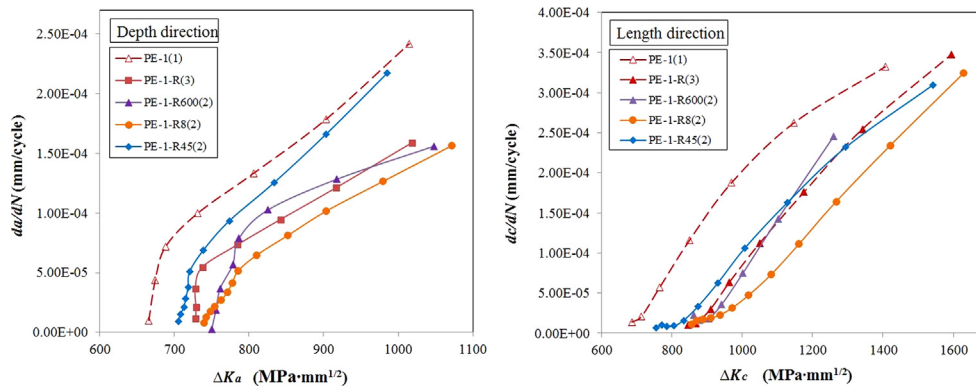 Depth direction
PE-1(1)
PE-1-R(3)
PE-1-R600(2)
PE-1-R8(2)
PE-1-R45(2)
da/dN (mm/cycle)
2.50E-04
2.00E-04
1.50E-04
1.00E-04
5.00E-05
0.00E+00
600 700 800 900 1000 1100
ΔKa (MPa·mm1/2)
Length direction
PE-1(1)
PE-1-R(3)
PE-1-R600(2)
PE-1-R8(2)
PE-1-R45(2)
dc/dN (mm/cycle)
4.00E-04
3.50E-04
3.00E-04
2.50E-04
2.00E-04
1.50E-04
1.00E-04
5.00E-05
0.00E+00
600 800 1000 1200 1400 1600
ΔKc (MPa·mm1/2)